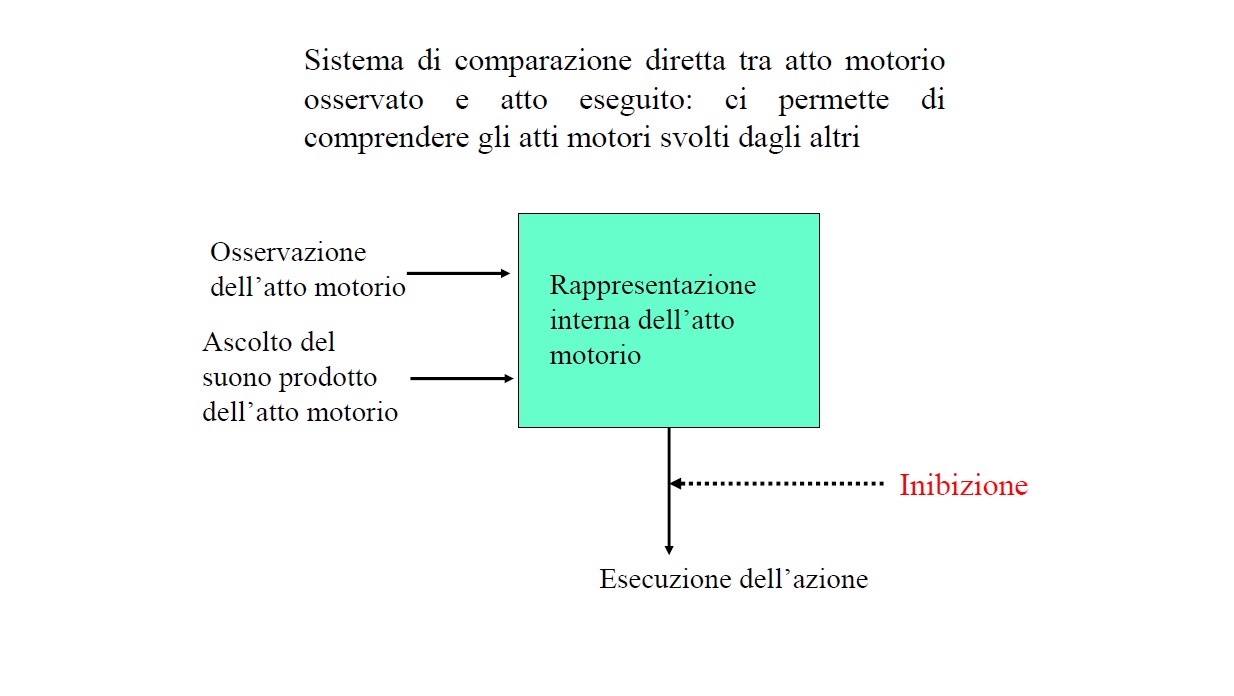 Sistema di comparazione diretta tra atto motorio
osservato e atto eseguito: ci permette di
comprendere gli atti motori svolti dagli altri
Osservazione
dell’atto motorio
Rappresentazione
interna dell’atto
motorio
Ascolto del
suono prodotto
dell’atto motorio
Inibizione
Esecuzione dell’azione